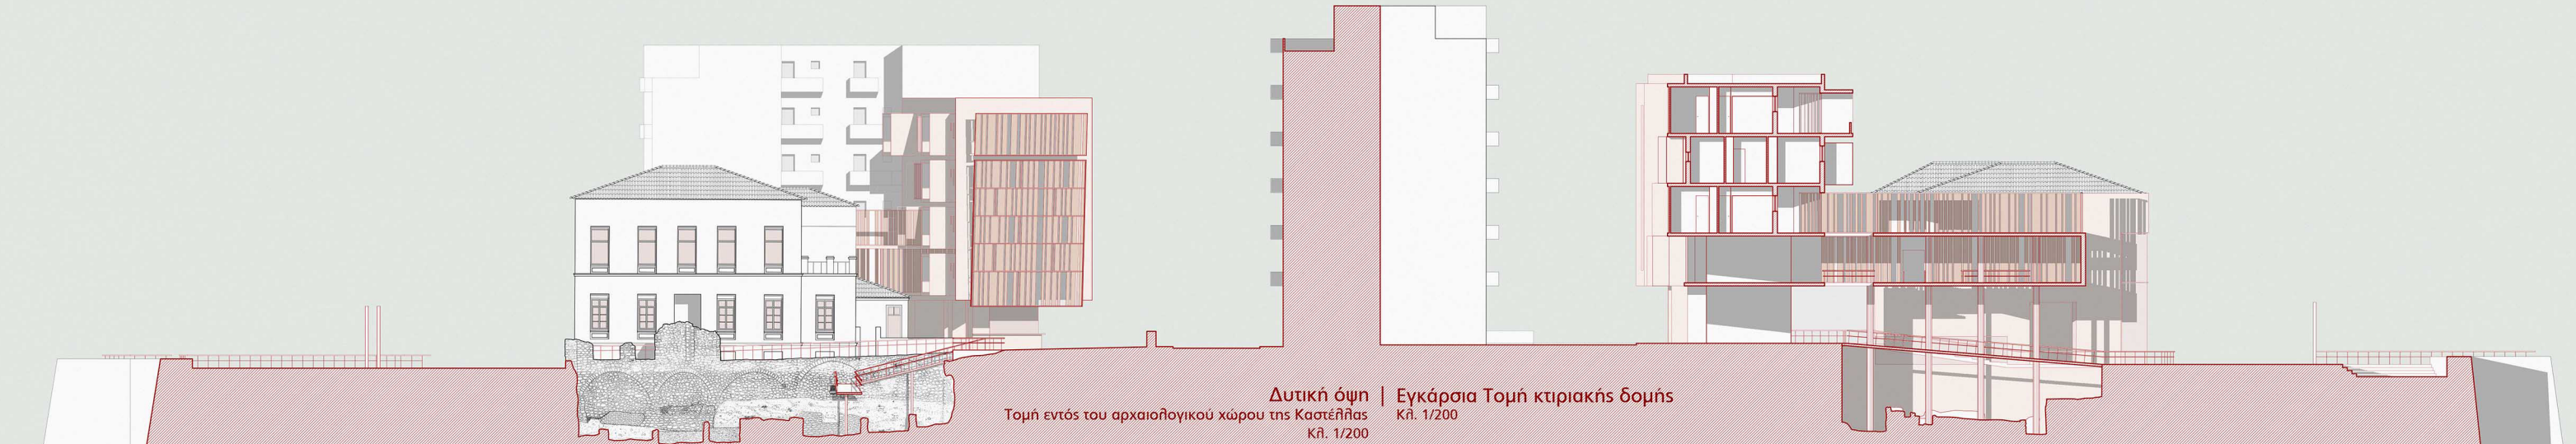 Δυτική όψη | Εγκάρσια Τομή κτιριακής δομής
Τομή εντός του αρχαιολογικού χώρου της Καστέλλας Κλ. 1/200
Κλ. 1/200